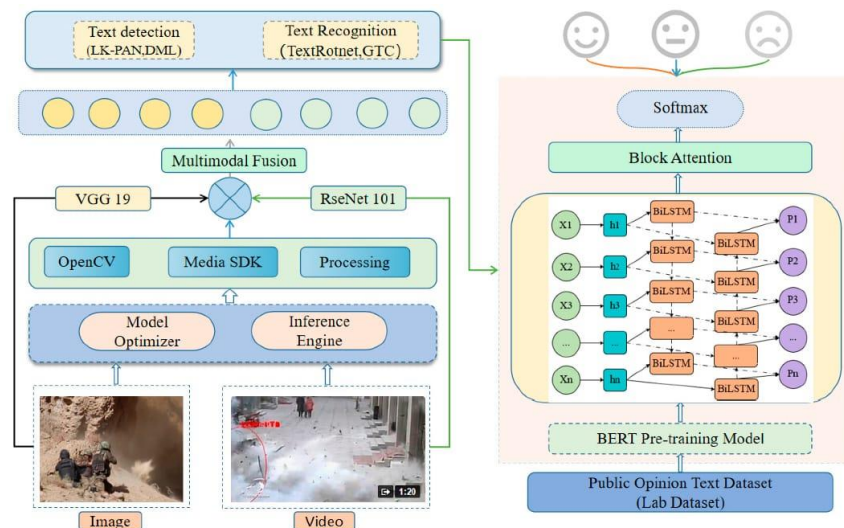 Text detection
(LK-PAN,DML)
Text Recognition
(TextRotnet,GTC)
Multimodal Fusion
VGG 19
RseNet 101
OpenCV
Media SDK
Processing
Model
Optimizer
Inference
Engine
1:20
Image
Video
Softmax
Block Attention
X1
h1
BiLSTM
BiLSTM
P1
X2
h2
BiLSTM
BiLSTM
P2
X3
h3
BiLSTM
BiLSTM
P3
...
...
...
...
...
Xn
hn
BiLSTM
BiLSTM
Pn
BERT Pre-training Model
Public Opinion Text Dataset
(Lab Dataset)